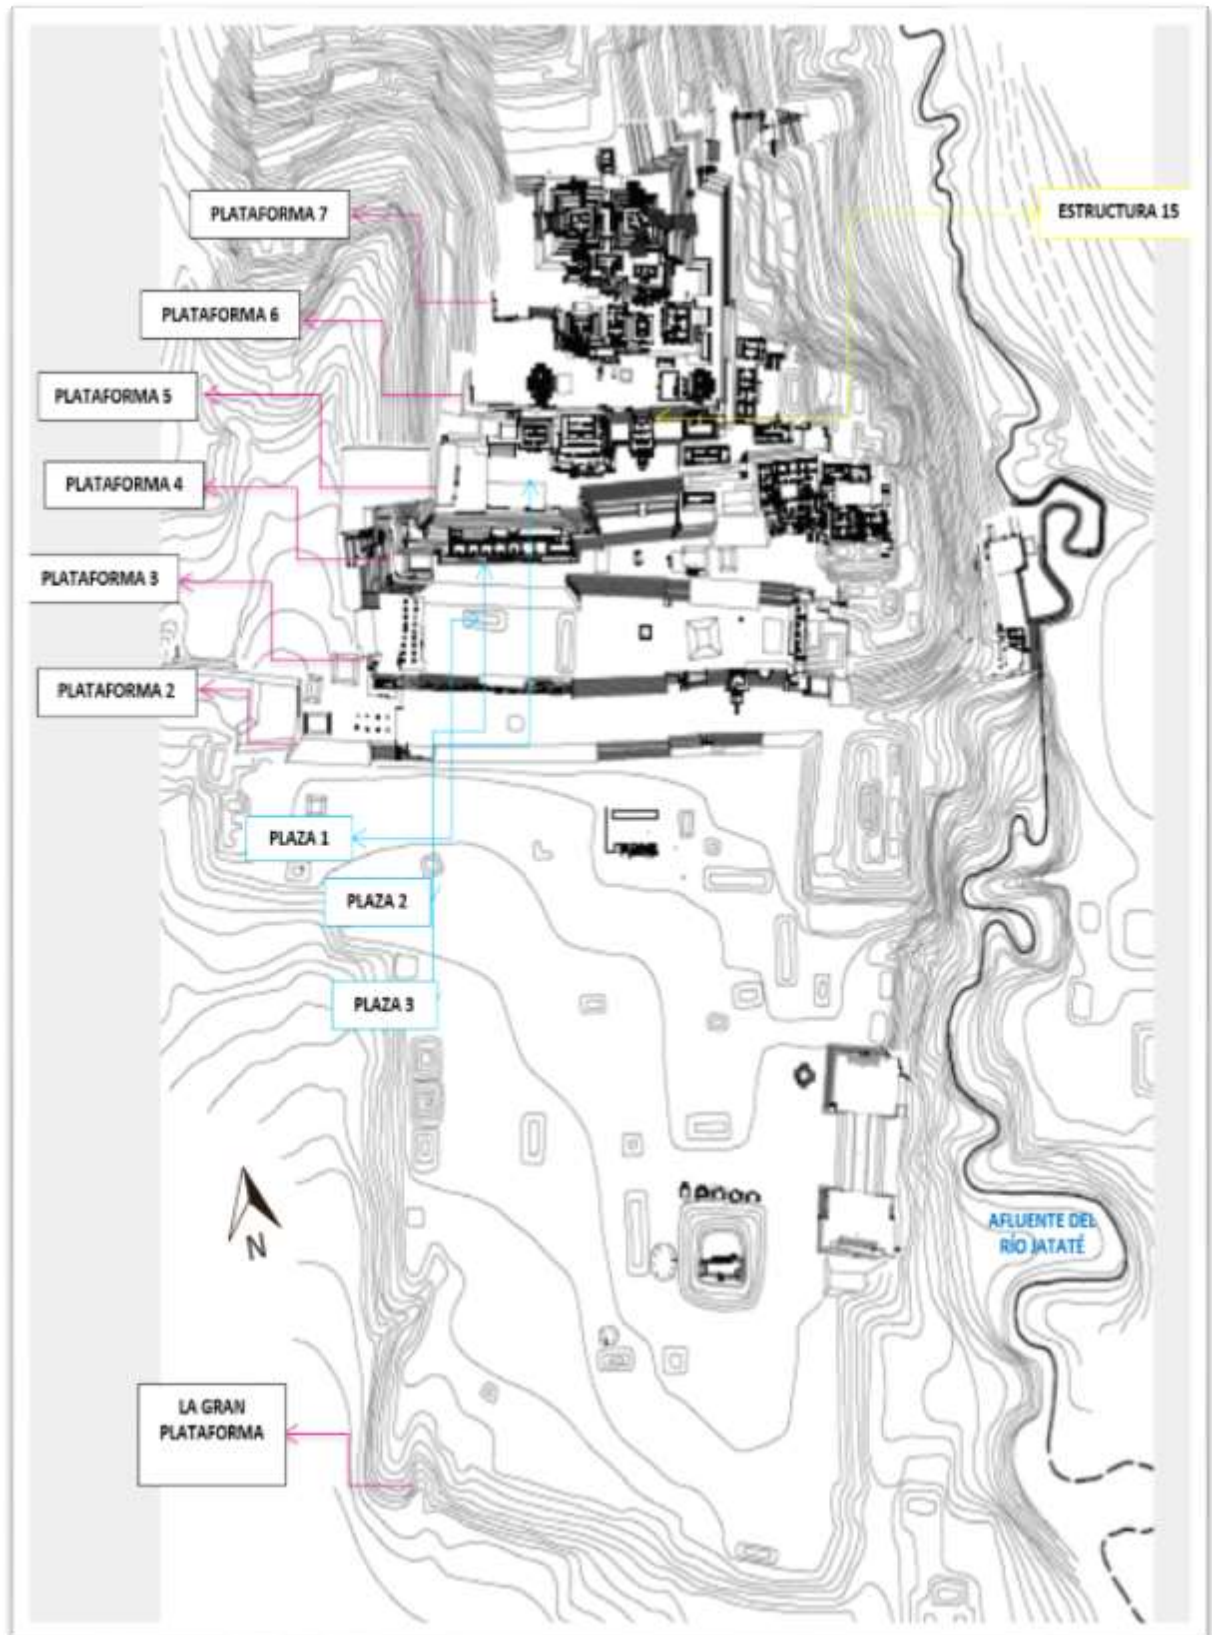 PLATAFORMA 7
ESTRUCTURA 15
PLATAFORMA 6
PLATAFORMA 5
PLATAFORMA 4
PLATAFORMA 3
PLATAFORMA 2
PLAZA 1
PLAZA 2
PLAZA 3
N
AFLUENTE DEL
RÍO JATATÉ
LA GRAN
PLATAFORMA